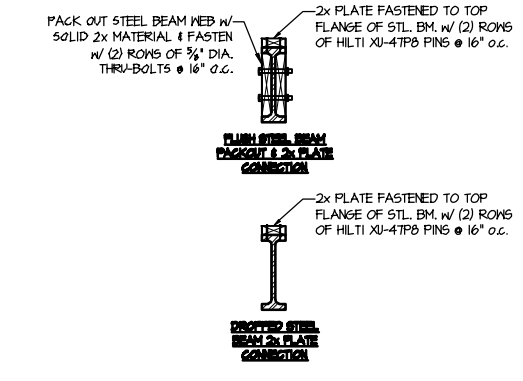 PACK OUT STEEL BEAM WEB W/
SOLID 2x MATERIAL & FASTEN
W/ (2) ROWS OF 5/8" DIA.
THRU-BOLTS @ 16" O.C.
2x PLATE FASTENED TO TOP
FLANGE OF STL. BM. W/ (2) ROWS
OF HILTI XU-47P8 PINS @ 16" o.c.
FLUSH STEEL BEAM
PACKOUT & 2x PLATE
CONNECTION
2x PLATE FASTENED TO TOP
FLANGE OF STL. BM. W/ (2) ROWS
OF HILTI XU-47P8 PINS @ 16" o.c.
DROPPED STEEL
BEAM 2x PLATE
CONNECTION